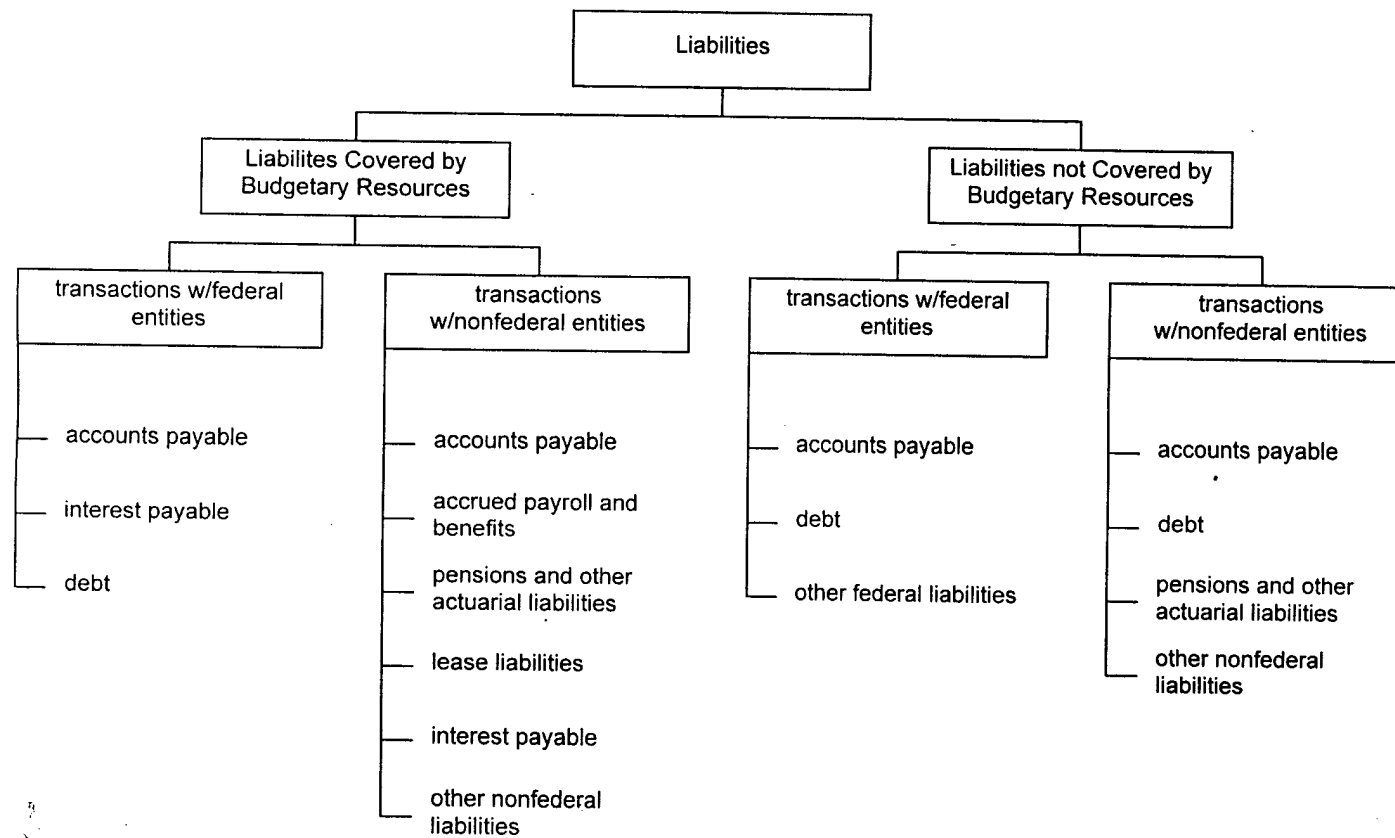 Liabilities
Liabilites Covered by
Budgetary Resources
Liabilities not Covered by
Budgetary Resources
transactions w/federal
entities
transactions
w/nonfederal entities
transactions w/federal
entities
transactions
w/nonfederal entities
accounts payable
interest payable
debt
accounts payable
accrued payroll and
benefits
pensions and other
actuarial liabilities
lease liabilities
interest payable
other nonfederal
liabilities
accounts payable
debt
other federal liabilities
accounts payable
debt
pensions and other
actuarial liabilities
other nonfederal
liabilities